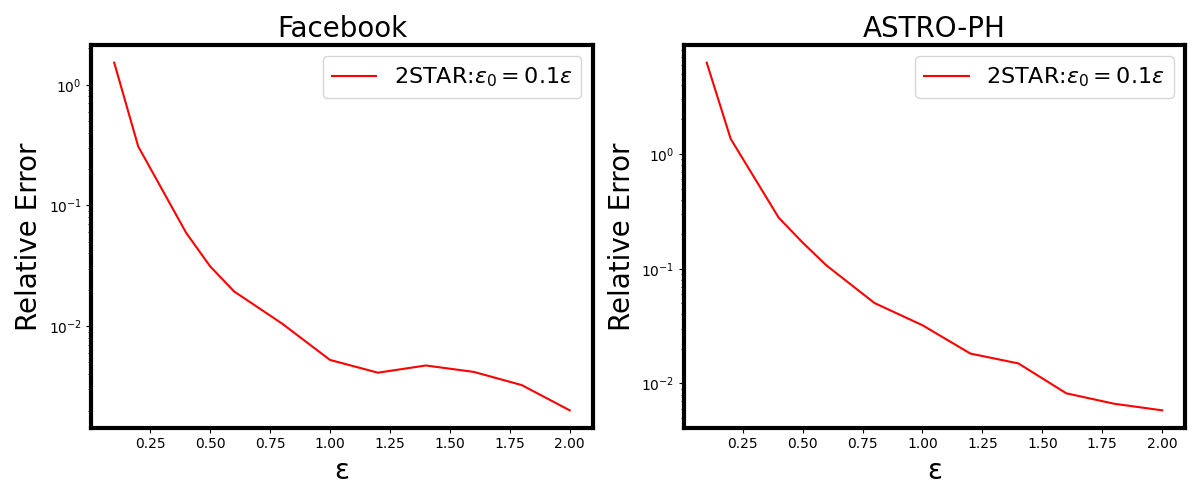 Facebook
2STAR:ε₀ = 0.1ε
Relative Error
10⁰
10⁻¹
10⁻²
0.25 0.50 0.75 1.00 1.25 1.50 1.75 2.00
ε
ASTRO-PH
2STAR:ε₀ = 0.1ε
Relative Error
10⁰
10⁻¹
10⁻²
0.25 0.50 0.75 1.00 1.25 1.50 1.75 2.00
ε